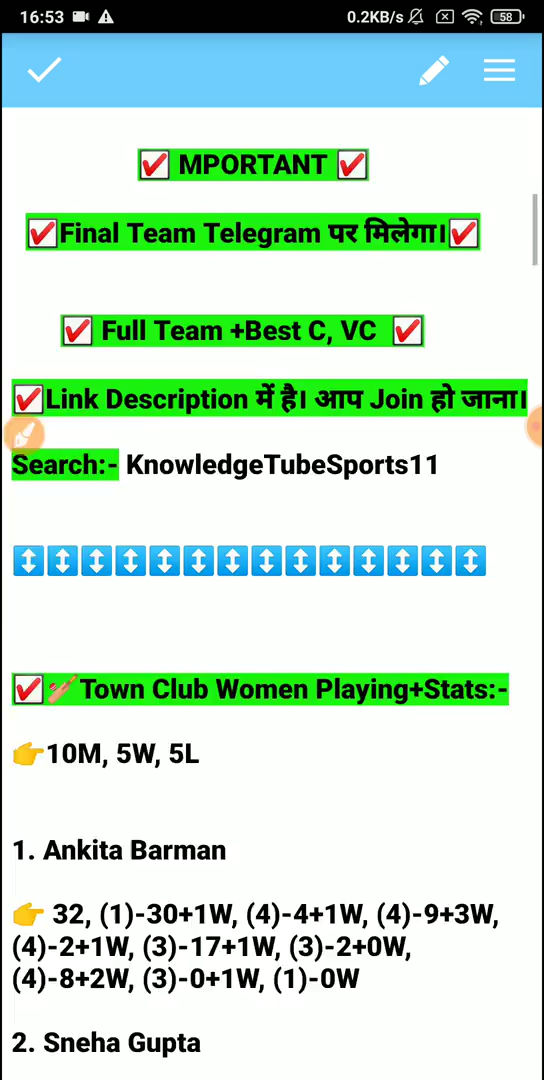 16:53
0.2KB/s
58
✅ MPORTANT ✅
✅Final Team Telegram पर मिलेगा।✅
✅ Full Team +Best C, VC ✅
✅Link Description में है। आप Join हो जाना।
Search:- KnowledgeTubeSports11
↕️↕️↕️↕️↕️↕️↕️↕️↕️↕️↕️↕️↕️↕️
✅🏏Town Club Women Playing+Stats:-
👉10M, 5W, 5L
1. Ankita Barman
👉 32, (1)-30+1W, (4)-4+1W, (4)-9+3W,
(4)-2+1W, (3)-17+1W, (3)-2+0W,
(4)-8+2W, (3)-0+1W, (1)-0W
2. Sneha Gupta